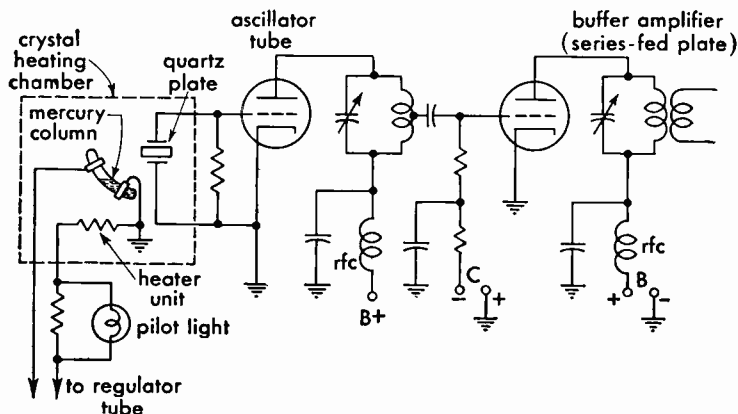 crystal
heating
chamber
mercury
column
quartz
plate
ascillator
tube
buffer amplifier
(series-fed plate)
heater
unit
pilot light
to regulator
tube
rfc
B+
C
- +
rfc
B
+ -